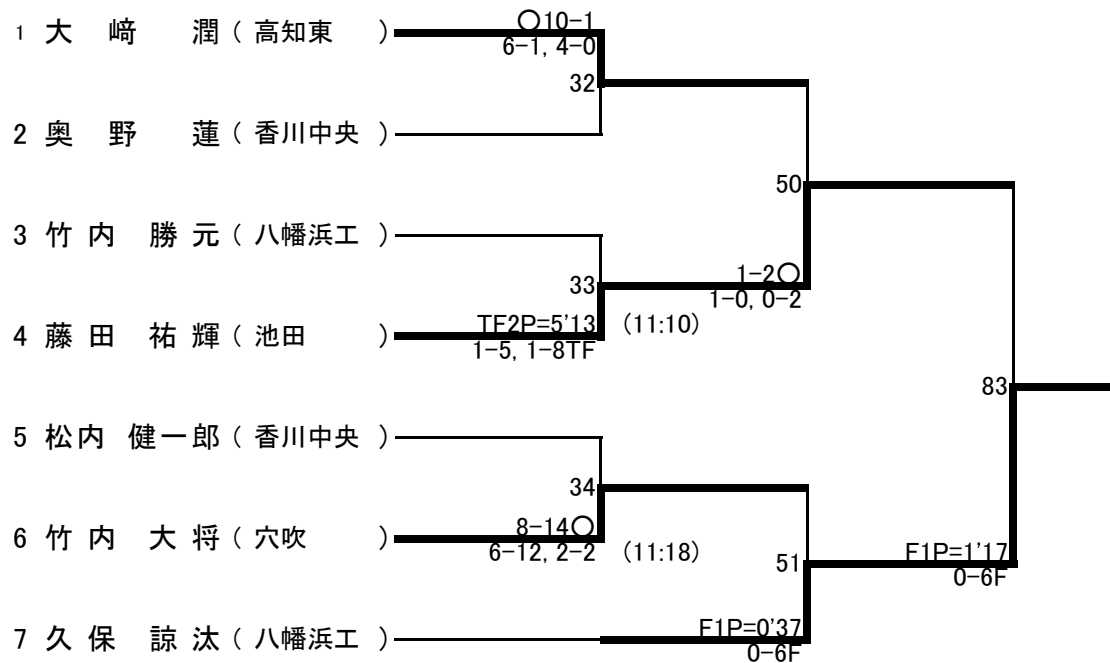 1 大 﨑 潤 ( 高知東 ) ○10-1
6-1, 4-0
32
2 奥 野 蓮 ( 香川中央 )
50
3 竹 内 勝 元 ( 八幡浜工 )
33 1-2○
1-0, 0-2
4 藤 田 祐 輝 ( 池田 ) TF2P=5'13 (11:10)
1-5, 1-8TF
83
5 松 内 健一郎 ( 香川中央 )
34
6 竹 内 大 将 ( 穴吹 ) 8-14○
6-12, 2-2 (11:18)
51 F1P=1'17
0-6F
7 久 保 諒 汰 ( 八幡浜工 ) F1P=0'37
0-6F